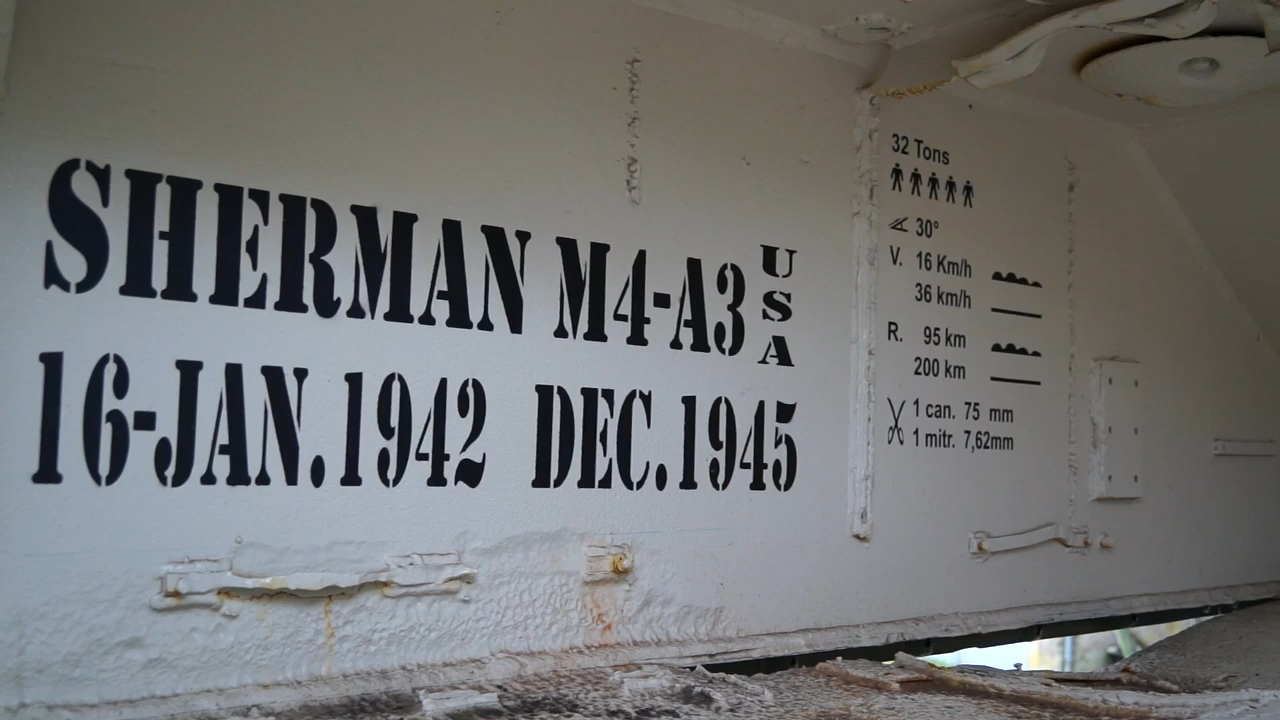 SHERMAN M4-A3 USA
16-JAN.1942 DEC.1945
32 Tons
30°
V. 16 Km/h
36 km/h
R. 95 km
200 km
1 can. 75 mm
1 mitr. 7,62mm